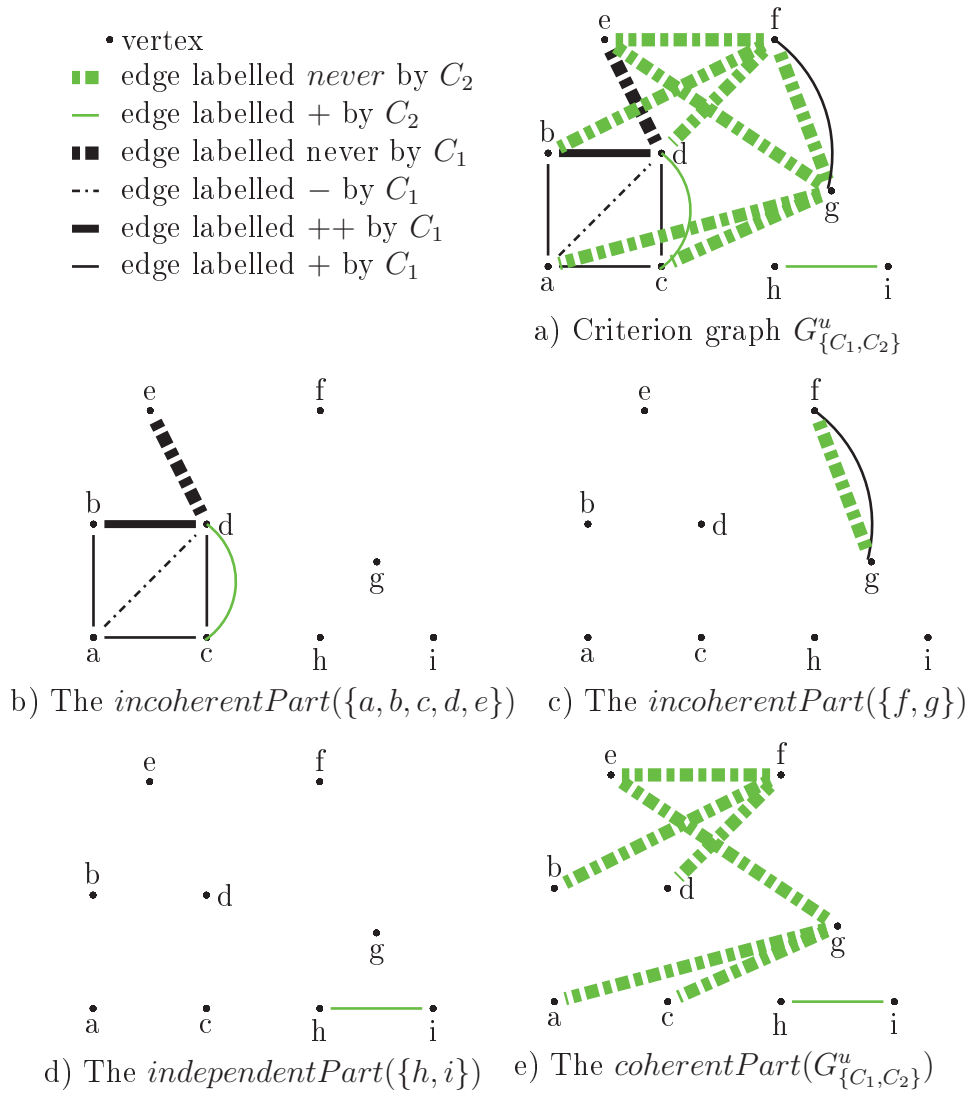 vertex
edge labelled never by C₂
edge labelled + by C₂
edge labelled never by C₁
edge labelled − by C₁
edge labelled ++ by C₁
edge labelled + by C₁
e f
b d
g
a c h i
a) Criterion graph G^u_{C₁,C₂}
e f
b d
g
a c h i
b) The incoherentPart({a, b, c, d, e})
e f
b d
g
a c h i
c) The incoherentPart({f, g})
e f
b d
g
a c h i
d) The independentPart({h, i})
e f
b d
g
a c h i
e) The coherentPart(G^u_{C₁,C₂})